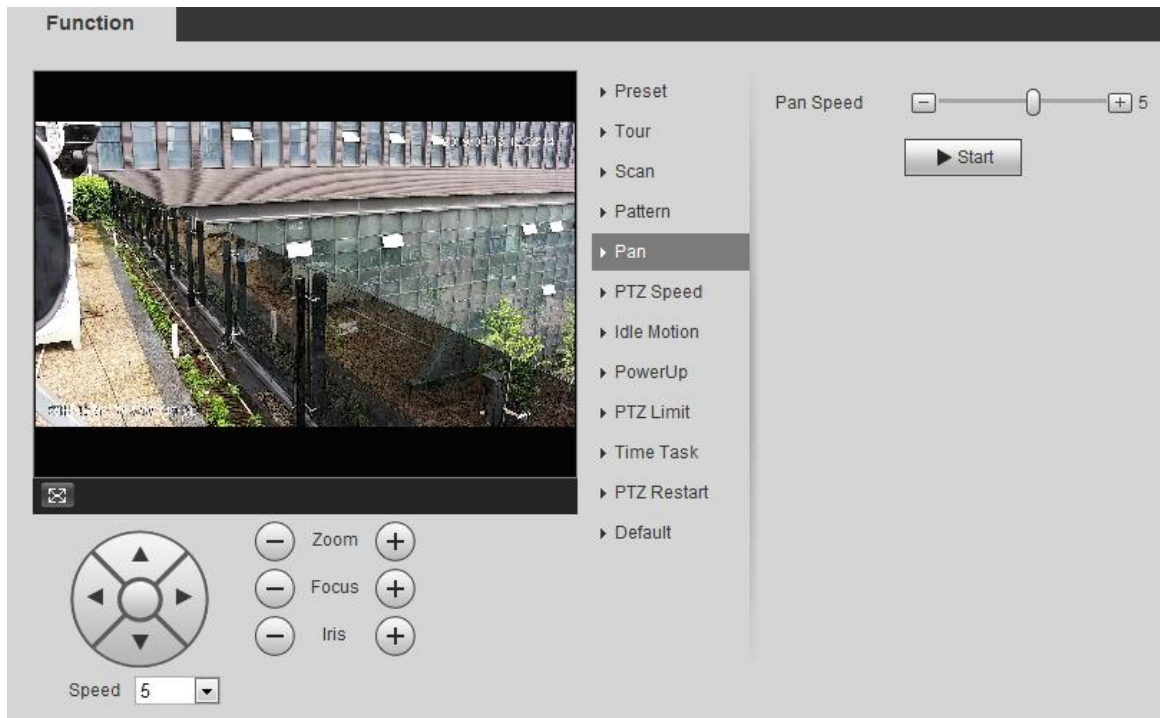 Function
Preset
Tour
Scan
Pattern
Pan
PTZ Speed
Idle Motion
PowerUp
PTZ Limit
Time Task
PTZ Restart
Default
Pan Speed 5
Start
Zoom
Focus
Iris
Speed 5